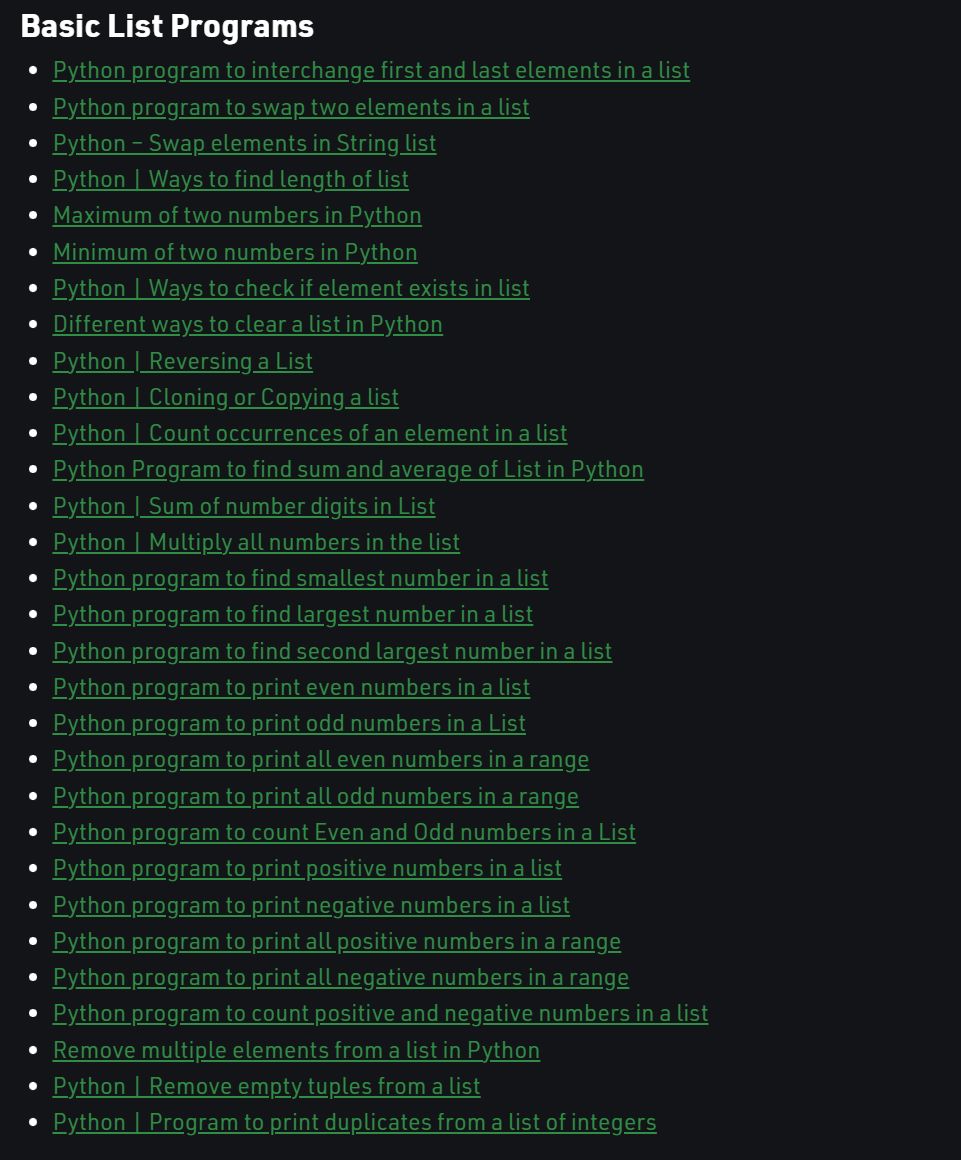 Basic List Programs
Python program to interchange first and last elements in a list
Python program to swap two elements in a list
Python – Swap elements in String list
Python | Ways to find length of list
Maximum of two numbers in Python
Minimum of two numbers in Python
Python | Ways to check if element exists in list
Different ways to clear a list in Python
Python | Reversing a List
Python | Cloning or Copying a list
Python | Count occurrences of an element in a list
Python Program to find sum and average of List in Python
Python | Sum of number digits in List
Python | Multiply all numbers in the list
Python program to find smallest number in a list
Python program to find largest number in a list
Python program to find second largest number in a list
Python program to print even numbers in a list
Python program to print odd numbers in a List
Python program to print all even numbers in a range
Python program to print all odd numbers in a range
Python program to count Even and Odd numbers in a List
Python program to print positive numbers in a list
Python program to print negative numbers in a list
Python program to print all positive numbers in a range
Python program to print all negative numbers in a range
Python program to count positive and negative numbers in a list
Remove multiple elements from a list in Python
Python | Remove empty tuples from a list
Python | Program to print duplicates from a list of integers